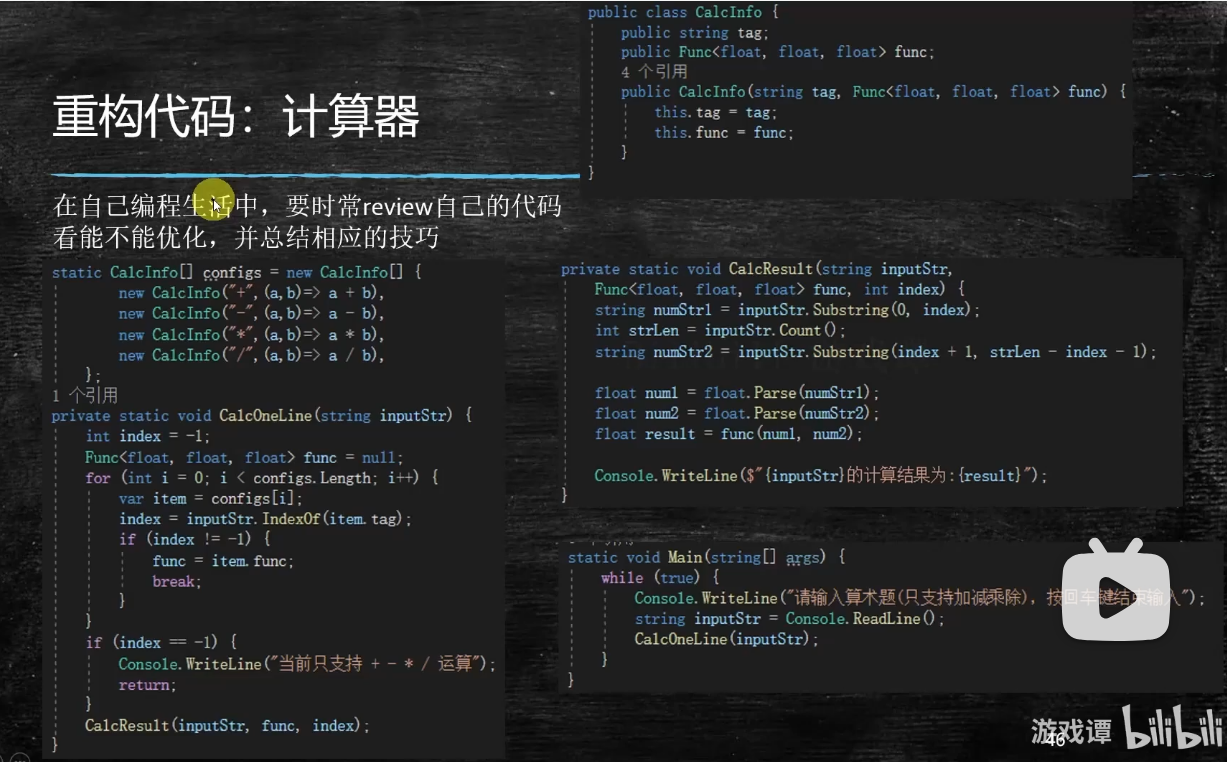 重构代码：计算器
在自己编程生活中，要时常review自己的代码
看能不能优化，并总结相应的技巧
public class CalcInfo {
public string tag;
public Func<float, float, float> func;
4 个引用
public CalcInfo(string tag, Func<float, float, float> func) {
this.tag = tag;
this.func = func;
}
}
static CalcInfo[] configs = new CalcInfo[] {
new CalcInfo("+",(a,b)=> a + b),
new CalcInfo("-",(a,b)=> a - b),
new CalcInfo("*",(a,b)=> a * b),
new CalcInfo("/",(a,b)=> a / b),
};
1 个引用
private static void CalcOneLine(string inputStr) {
int index = -1;
Func<float, float, float> func = null;
for (int i = 0; i < configs.Length; i++) {
var item = configs[i];
index = inputStr.IndexOf(item.tag);
if (index != -1) {
func = item.func;
break;
}
}
if (index == -1) {
Console.WriteLine("当前只支持 + - * / 运算");
return;
}
CalcResult(inputStr, func, index);
}
private static void CalcResult(string inputStr,
Func<float, float, float> func, int index) {
string numStr1 = inputStr.Substring(0, index);
int strLen = inputStr.Count();
string numStr2 = inputStr.Substring(index + 1, strLen - index - 1);
float num1 = float.Parse(numStr1);
float num2 = float.Parse(numStr2);
float result = func(num1, num2);
Console.WriteLine($"{inputStr}的计算结果为:{result}");
}
static void Main(string[] args) {
while (true) {
Console.WriteLine("请输入算术题(只支持加减乘除)，按回车键结束输入");
string inputStr = Console.ReadLine();
CalcOneLine(inputStr);
}
}
游戏谭 bilibili
46